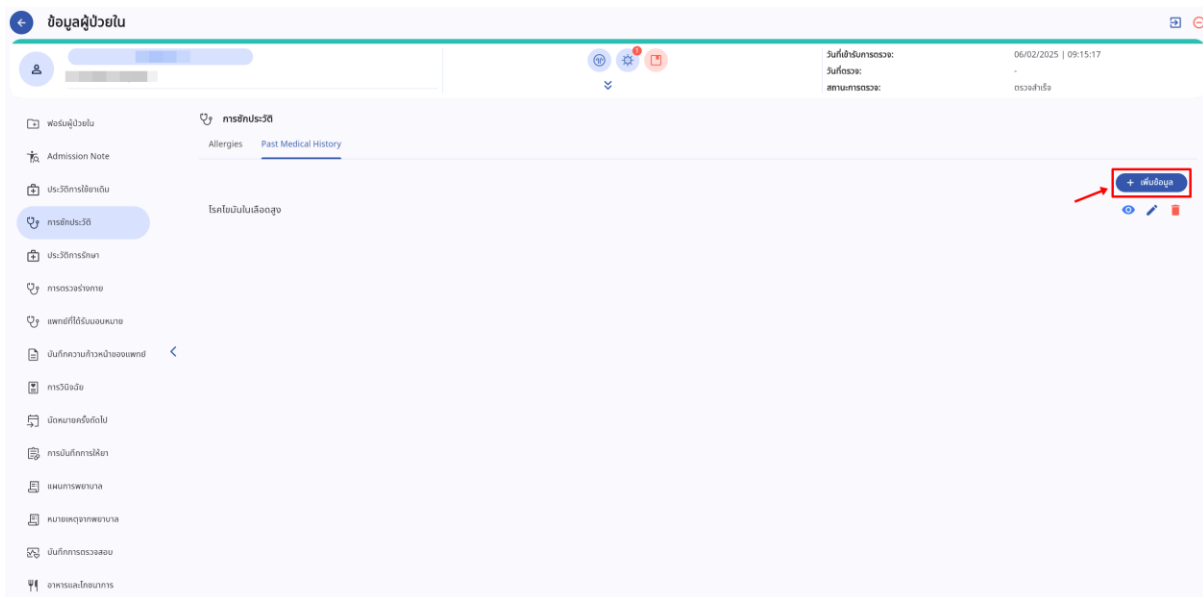 ข้อมูลผู้ป่วยใน
วันที่เข้ารับการตรวจ: 06/02/2025 | 09:15:17
วันที่ตรวจ: -
สถานะการตรวจ: ตรวจสำเร็จ
ฟอร์มผู้ป่วยใน
Admission Note
ประวัติการใช้ยาเดิม
การซักประวัติ
ประวัติการรักษา
การตรวจร่างกาย
แพทย์ที่ได้รับมอบหมาย
บันทึกความก้าวหน้าของแพทย์
การวินิจฉัย
นัดหมายครั้งถัดไป
การบันทึกการให้ยา
แผนการพยาบาล
หมายเหตุจากพยาบาล
บันทึกการตรวจสอบ
อาหารและโภชนาการ
การซักประวัติ
Allergies Past Medical History
+ เพิ่มข้อมูล
โรคไขมันในเลือดสูง